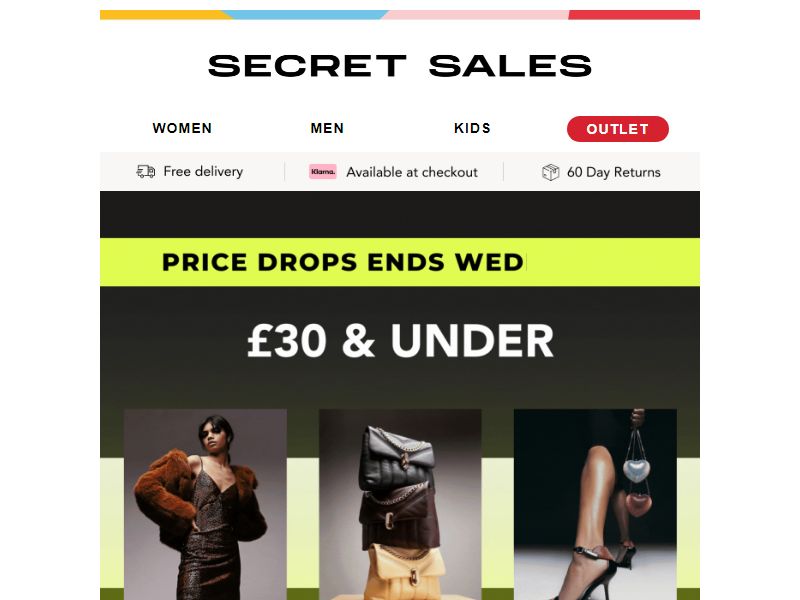 SECRET SALES
WOMEN MEN KIDS OUTLET
Free delivery Klarna. Available at checkout 60 Day Returns
PRICE DROPS ENDS WED
£30 & UNDER